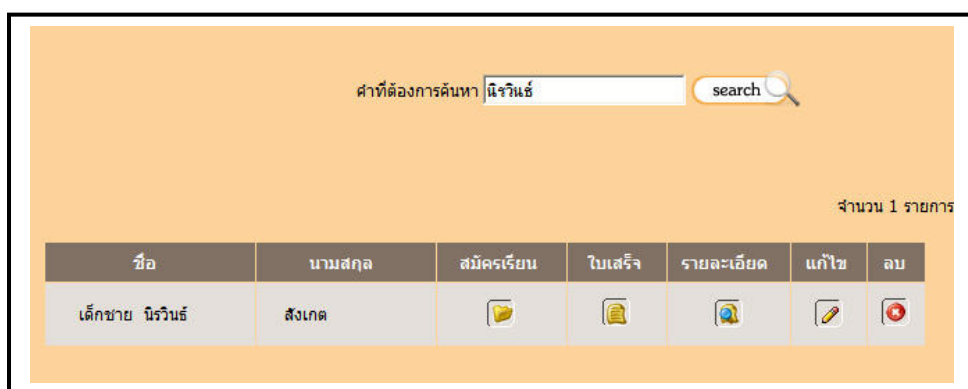 คำที่ต้องการค้นหา นิรวินธ์ search
จำนวน 1 รายการ
ชื่อ นามสกุล สมัครเรียน ใบเสร็จ รายละเอียด แก้ไข ลบ
เด็กชาย นิรวินธ์ สังเกต